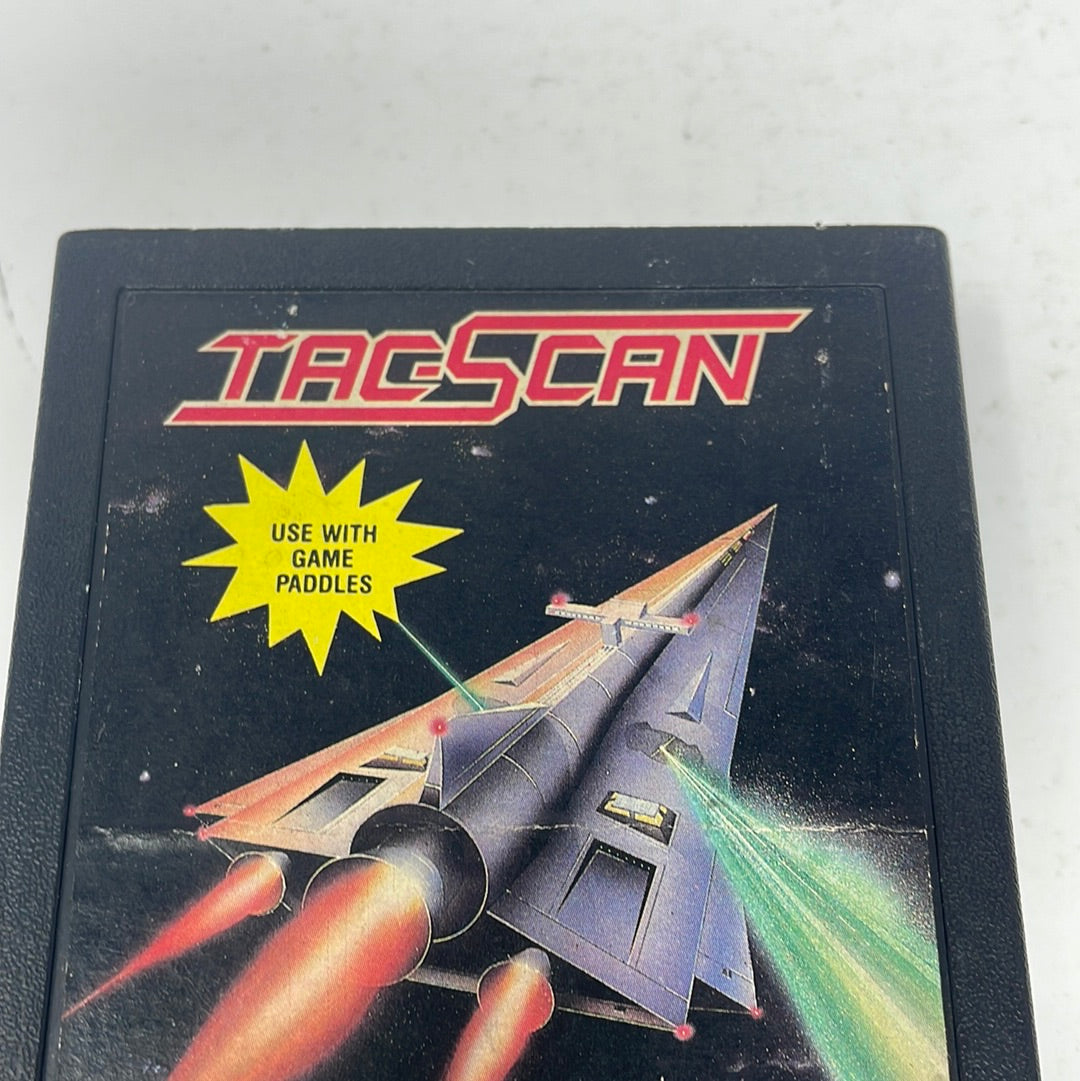 TAC-SCAN
USE WITH
GAME
PADDLES